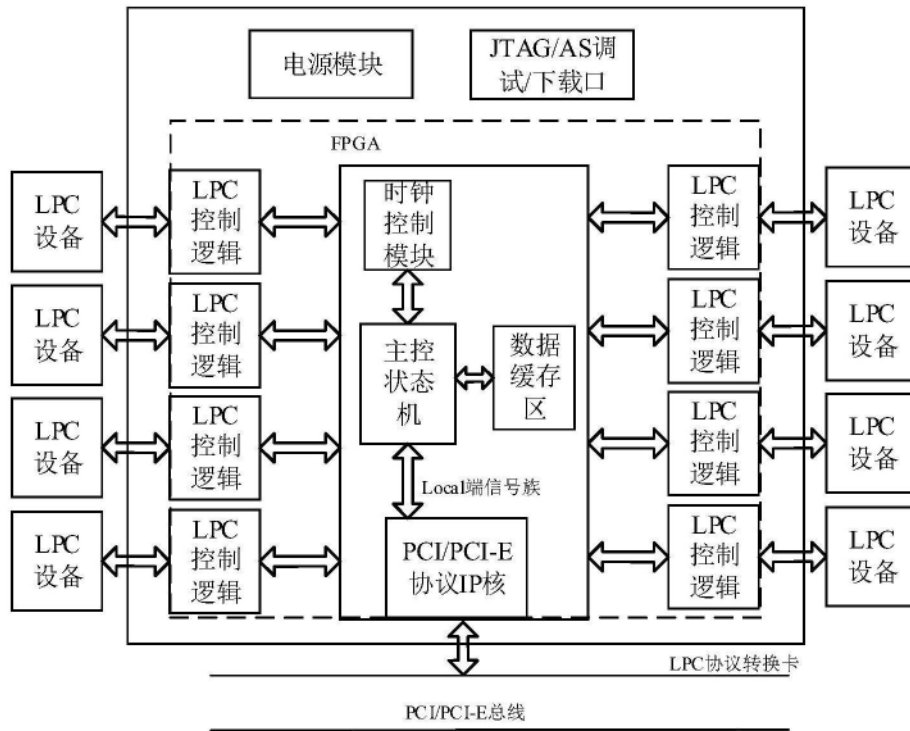 电源模块
JTAG/AS调
试/下载口
FPGA
LPC
设备
LPC
控制
逻辑
时钟
控制
模块
LPC
控制
逻辑
LPC
设备
LPC
设备
LPC
控制
逻辑
主控
状态
机
数据
缓存
区
LPC
控制
逻辑
LPC
设备
LPC
设备
LPC
控制
逻辑
LPC
控制
逻辑
LPC
设备
Local端信号族
LPC
设备
LPC
控制
逻辑
PCI/PCI-E
协议IP核
LPC
控制
逻辑
LPC
设备
LPC协议转换卡
PCI/PCI-E总线